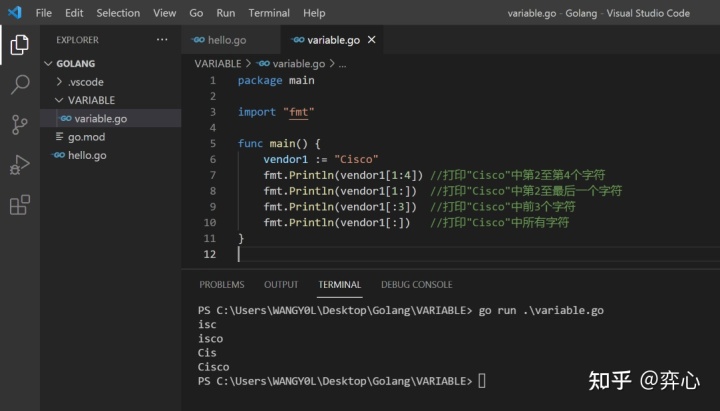 File Edit Selection View Go Run Terminal Help variable.go - Golang - Visual Studio Code
EXPLORER ...
GOLANG
.vscode
VARIABLE
variable.go
go.mod
hello.go
hello.go variable.go
VARIABLE > variable.go > ...
1 package main
2
3 import "fmt"
4
5 func main() {
6 vendor1 := "Cisco"
7 fmt.Println(vendor1[1:4]) //打印"Cisco"中第2至第4个字符
8 fmt.Println(vendor1[1:]) //打印"Cisco"中第2至最后一个字符
9 fmt.Println(vendor1[:3]) //打印"Cisco"中前3个字符
10 fmt.Println(vendor1[:]) //打印"Cisco"中所有字符
11 }
12
PROBLEMS OUTPUT TERMINAL DEBUG CONSOLE
PS C:\Users\WANGY0L\Desktop\Golang\VARIABLE> go run .\variable.go
isc
isco
Cis
Cisco
PS C:\Users\WANGY0L\Desktop\Golang\VARIABLE>
知乎 @弈心